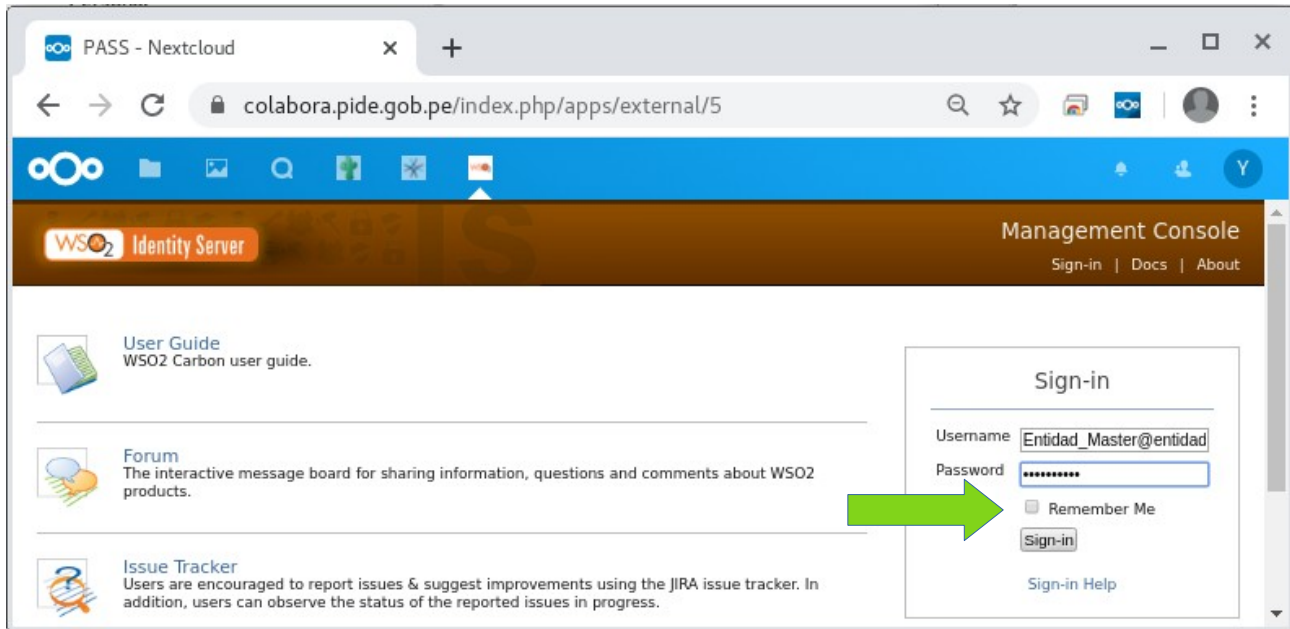 PASS - Nextcloud
colabora.pide.gob.pe/index.php/apps/external/5
Y
WSO2 Identity Server
IS
Management Console
Sign-in | Docs | About
User Guide
WSO2 Carbon user guide.
Forum
The interactive message board for sharing information, questions and comments about WSO2
products.
Issue Tracker
Users are encouraged to report issues & suggest improvements using the JIRA issue tracker. In
addition, users can observe the status of the reported issues in progress.
Sign-in
Username Entidad_Master@entidad
Password ••••••••••
Remember Me
Sign-in
Sign-in Help